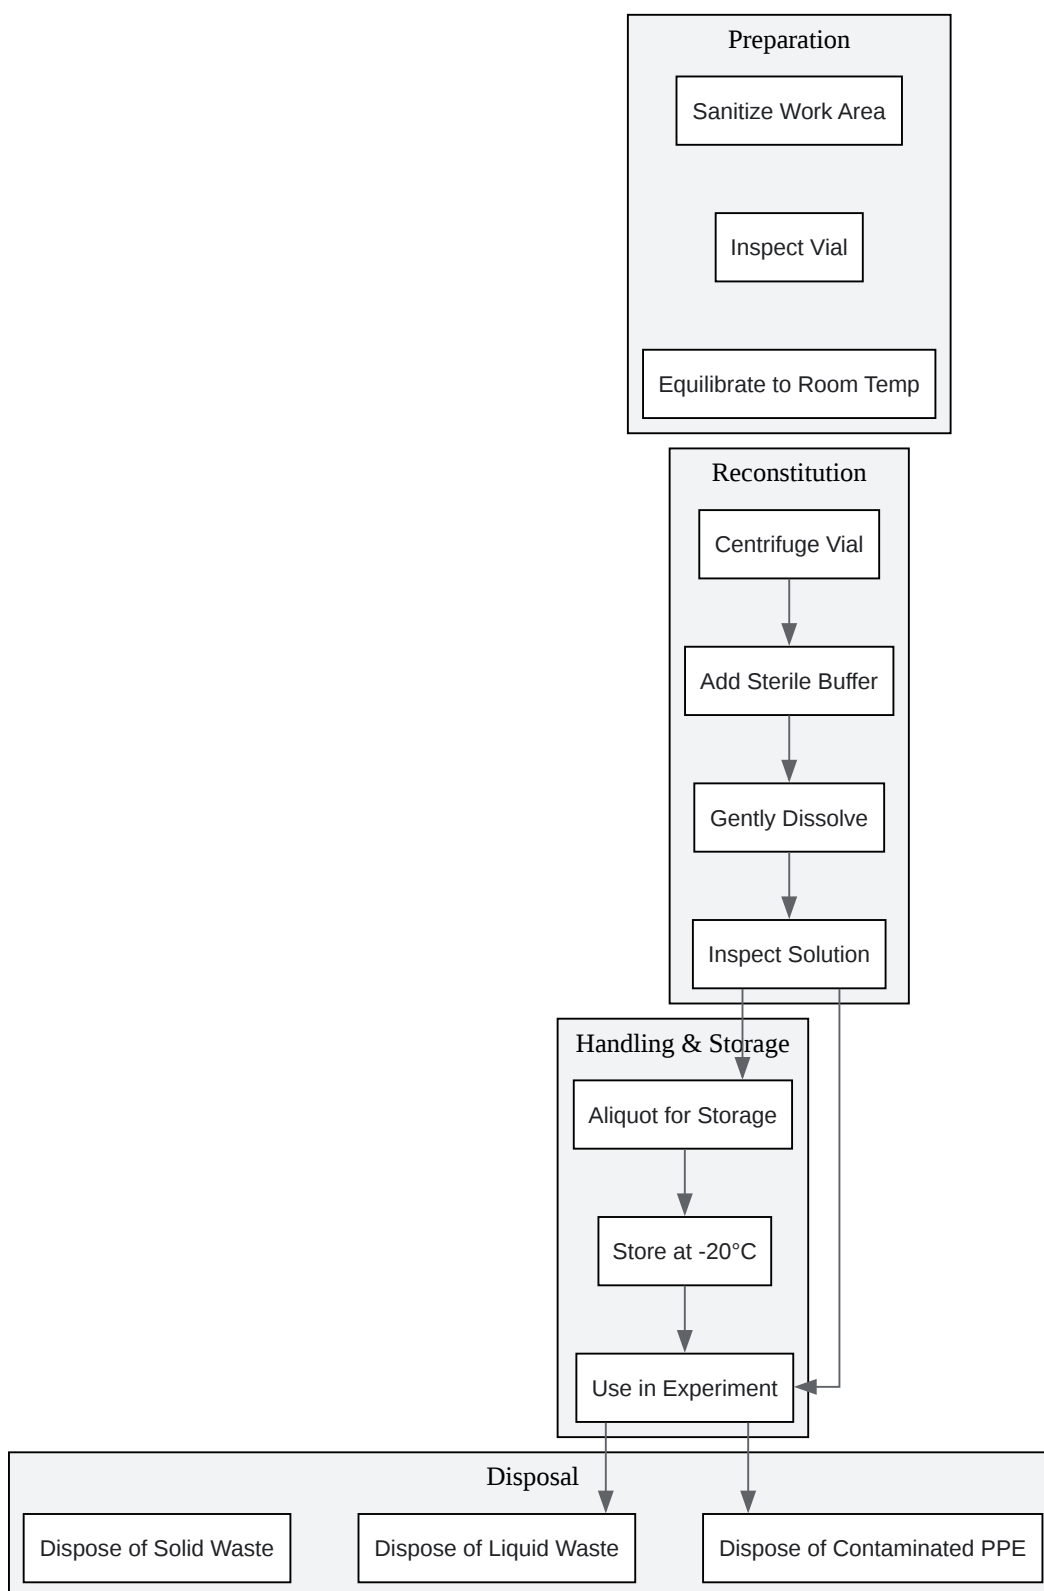 Preparation
Sanitize Work Area
Inspect Vial
Equilibrate to Room Temp
Reconstitution
Centrifuge Vial
Add Sterile Buffer
Gently Dissolve
Inspect Solution
Handling & Storage
Aliquot for Storage
Store at -20°C
Use in Experiment
Disposal
Dispose of Solid Waste
Dispose of Liquid Waste
Dispose of Contaminated PPE